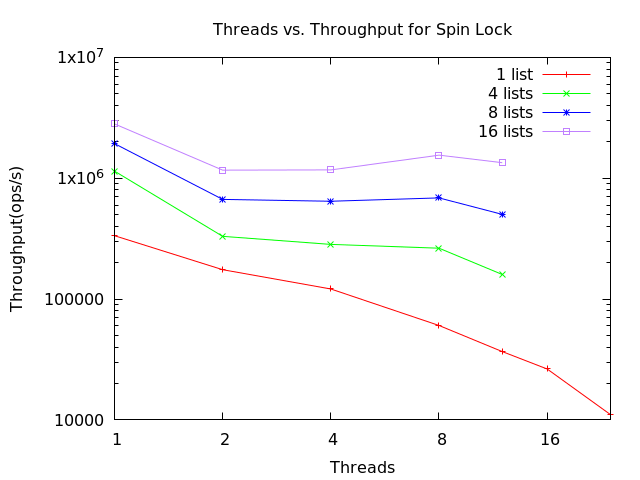 Threads vs. Throughput for Spin Lock
1x10^7
1x10^6
100000
10000
Throughput(ops/s)
1 list
4 lists
8 lists
16 lists
1 2 4 8 16
Threads